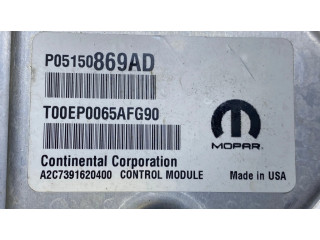 P05150869AD
T00EP0065AFG90
MOPAR
Continental Corporation
A2C7391620400 CONTROL MODULE Made in USA